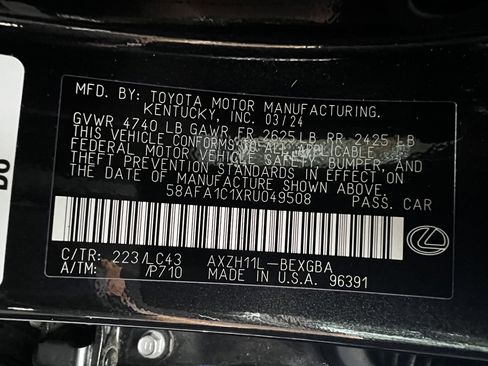 MFD. BY: TOYOTA MOTOR MANUFACTURING.
KENTUCKY, INC. 03/24
GVWR 4740 LB GAWR FR 2625 LB RR 2425 LB
THIS VEHICLE CONFORMS TO ALL APPLICABLE
FEDERAL MOTOR VEHICLE SAFETY, BUMPER, AND
THEFT PREVENTION STANDARDS IN EFFECT ON
THE DATE OF MANUFACTURE SHOWN ABOVE.
58AFA1C1XRU049508 PASS. CAR
C/TR: 223/LC43 AXZH11L-BEXGBA
A/TM: /P710 MADE IN U.S.A. 96391